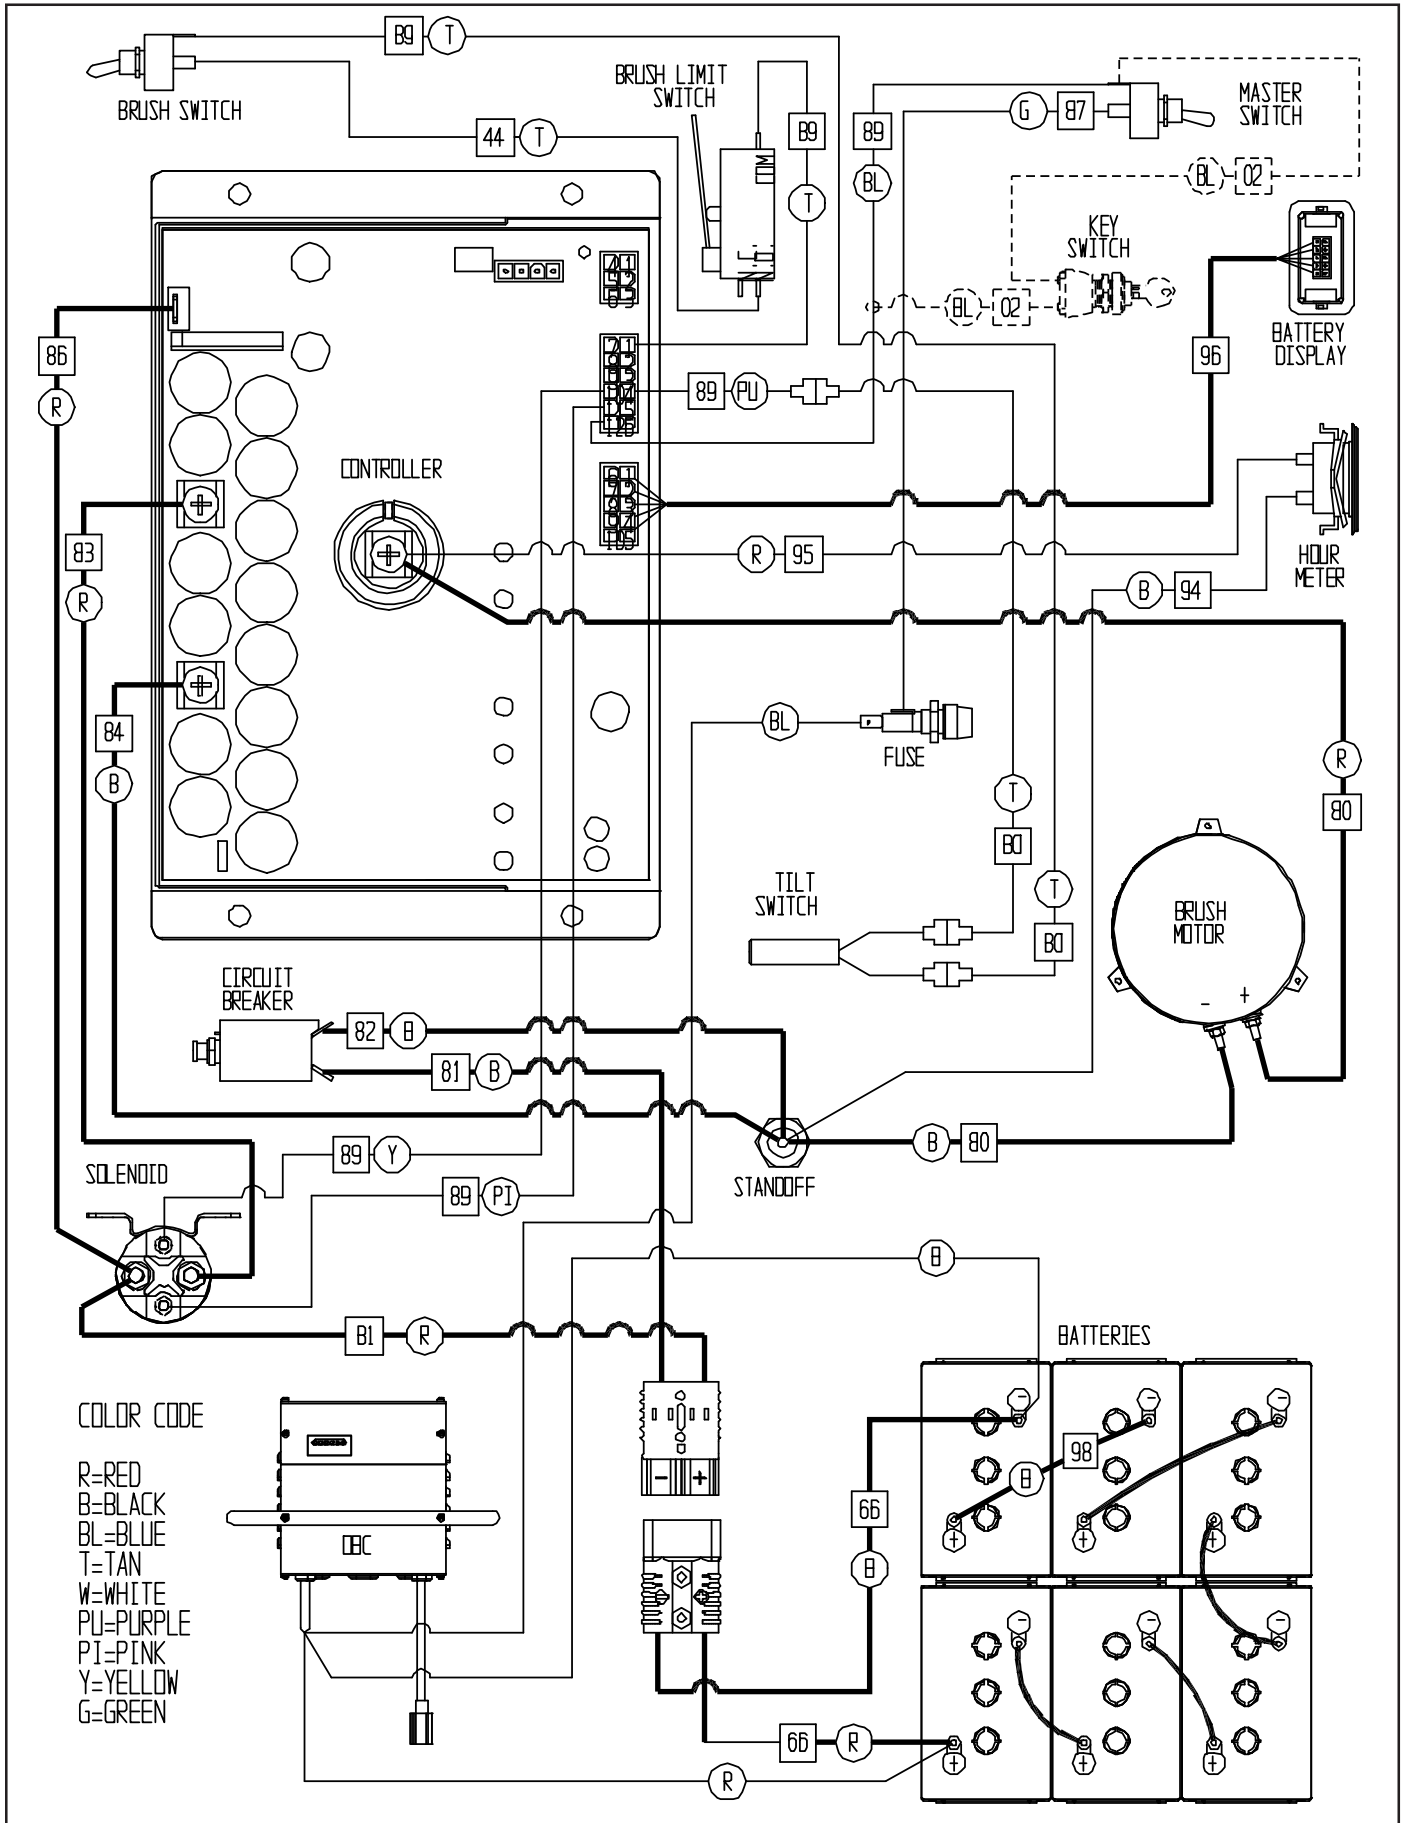 B9 T
BRUSH SWITCH
44 T
BRUSH LIMIT
SWITCH
B9
T
89
BL
G 87
MASTER
SWITCH
BL 02
KEY
SWITCH
BL 02
BATTERY
DISPLAY
96
86
R
89 PU
CONTROLLER
83
R
R 95
HOUR
METER
B 94
84
B
BL
FUSE
R
80
T
B0
TILT
SWITCH
T
B0
BRUSH
MOTOR
- +
CIRCUIT
BREAKER
82 B
81 B
89 Y
B 80
SOLENOID
89 PI
STANDOFF
B
B1 R
BATTERIES
COLOR CODE
R=RED
B=BLACK
BL=BLUE
T=TAN
W=WHITE
PU=PURPLE
PI=PINK
Y=YELLOW
G=GREEN
OBC
- +
66
B
98
B
66 R
R